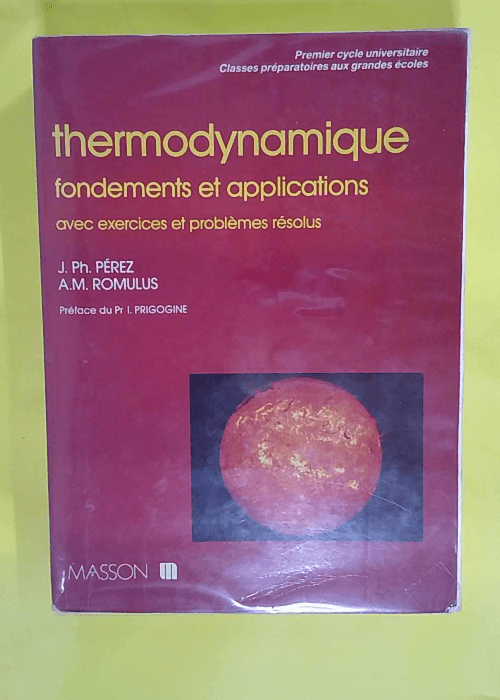 Premier cycle universitaire
Classes préparatoires aux grandes écoles
thermodynamique
fondements et applications
avec exercices et problèmes résolus
J. Ph. PÉREZ
A.M. ROMULUS
Préface du Pr I. PRIGOGINE
MASSON m